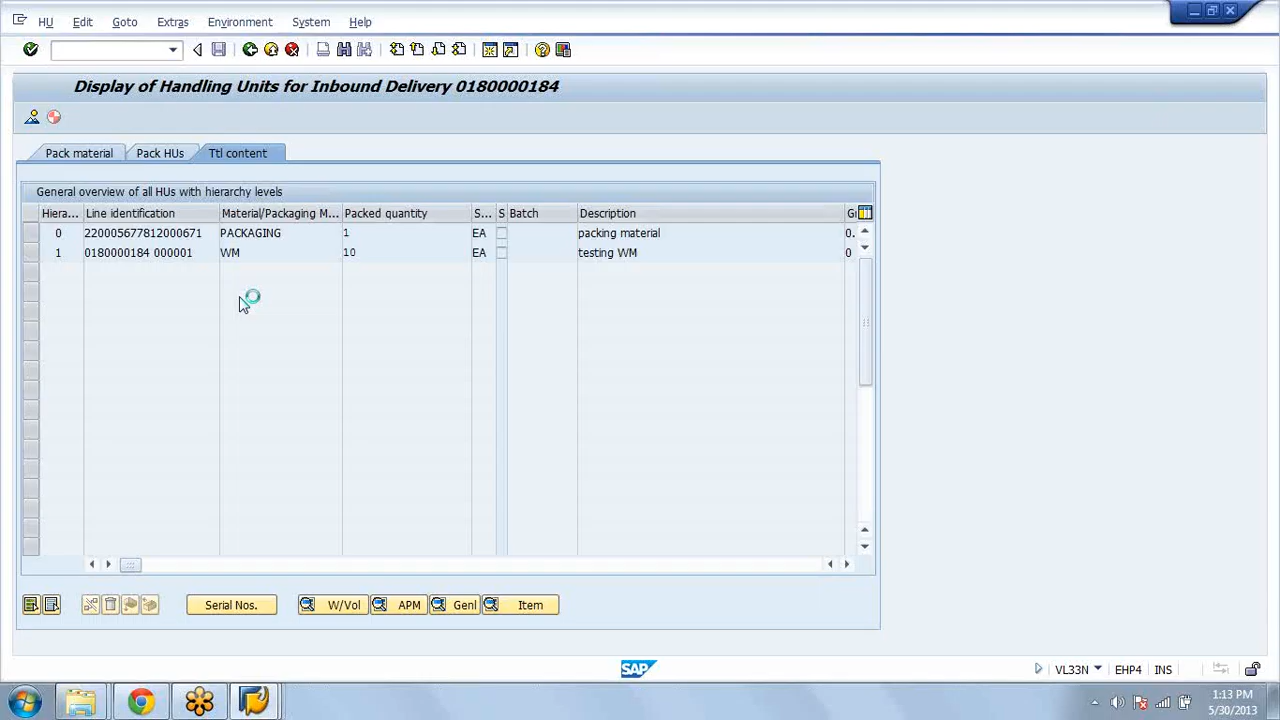 HU Edit Goto Extras Environment System Help
Display of Handling Units for Inbound Delivery 0180000184
Pack material Pack HUs Ttl content
General overview of all HUs with hierarchy levels
Hiera... Line identification Material/Packaging M... Packed quantity S... S Batch Description
0 220005677812000671 PACKAGING 1 EA packing material 0.
1 0180000184 000001 WM 10 EA testing WM 0
Serial Nos. W/Vol APM Genl Item
SAP VL33N EHP4 INS
1:13 PM
5/30/2013